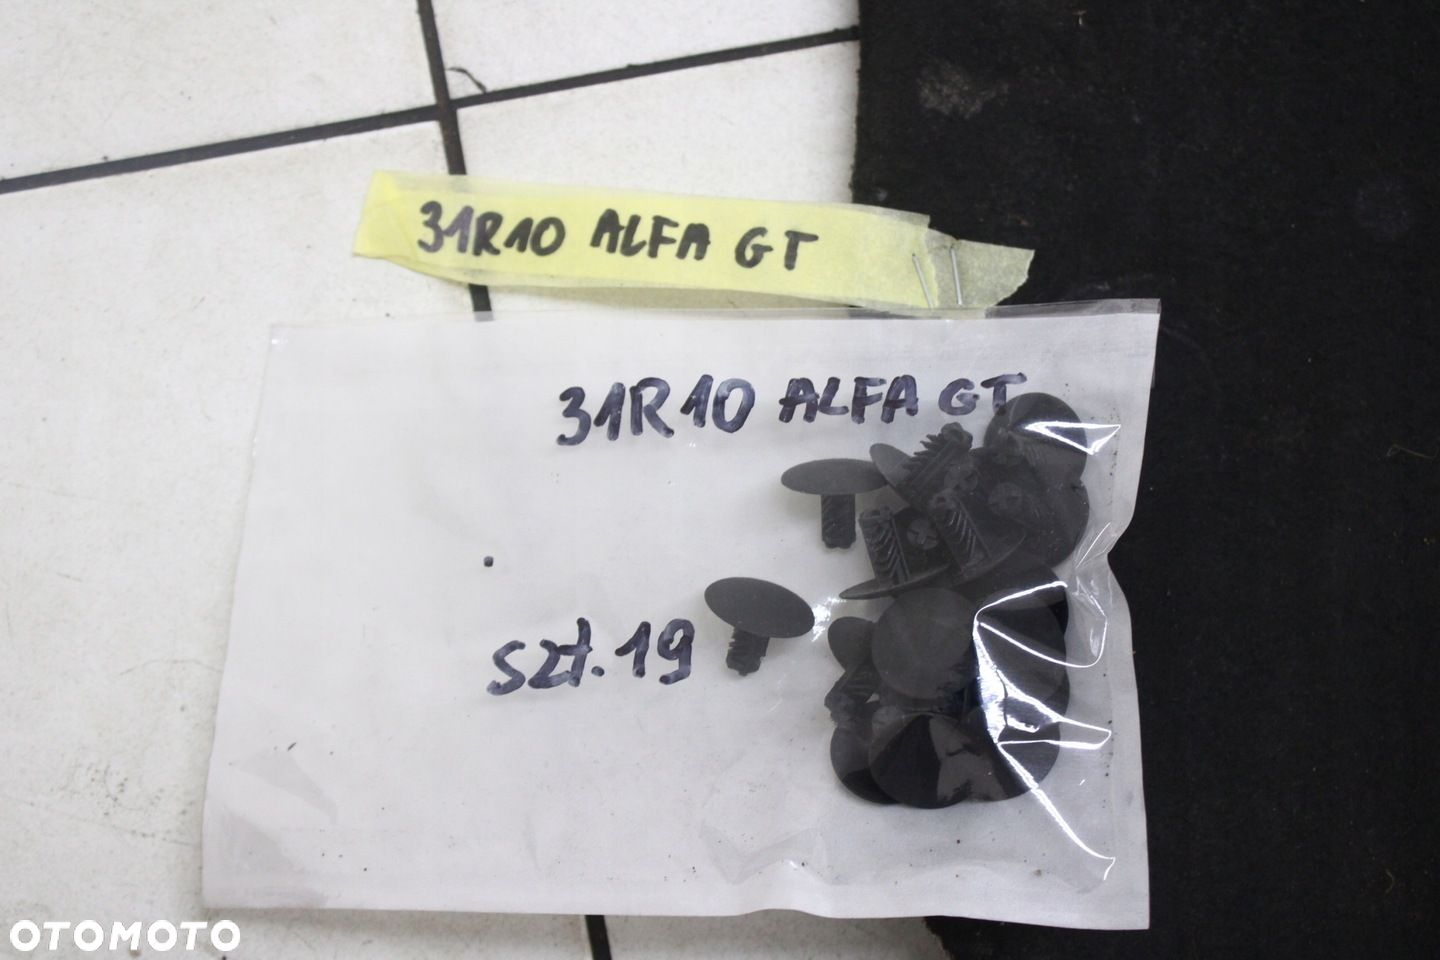 31R10 ALFA GT
31R10 ALFA GT
szt. 19
OTOMOTO